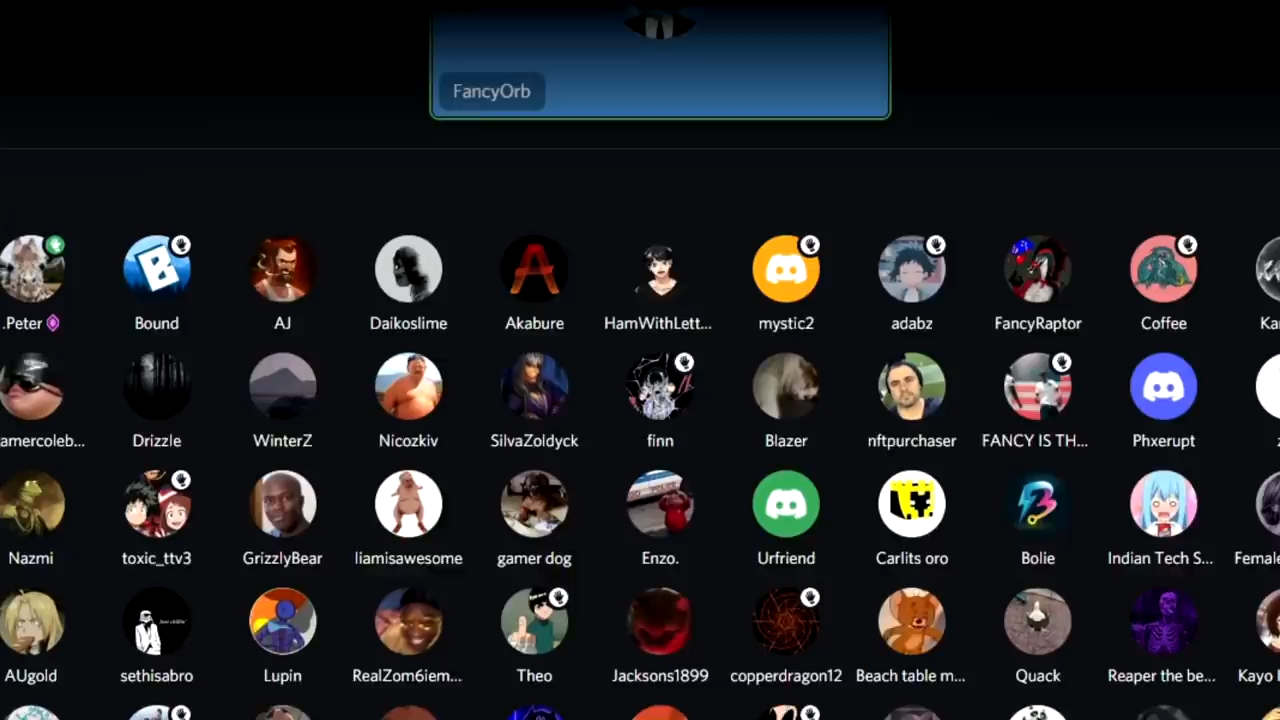 FancyOrb
.Peter Bound AJ Daikoslime Akabure HamWithLett... mystic2 adabz FancyRaptor Coffee Ka
amercoleb... Drizzle WinterZ Nicozkiv SilvaZoldyck finn Blazer nftpurchaser FANCY IS TH... Phxerupt
Nazmi toxic_ttv3 GrizzlyBear liamisawesome gamer dog Enzo. Urfriend Carlits oro Bolie Indian Tech S... Female
AUgold sethisabro Lupin RealZom6iem... Theo Jacksons1899 copperdragon12 Beach table m... Quack Reaper the be... Kayo